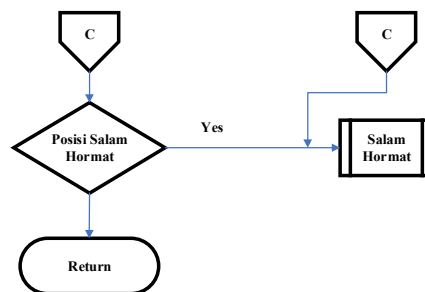 C
C
Posisi Salam
Hormat
Yes
Salam
Hormat
Return